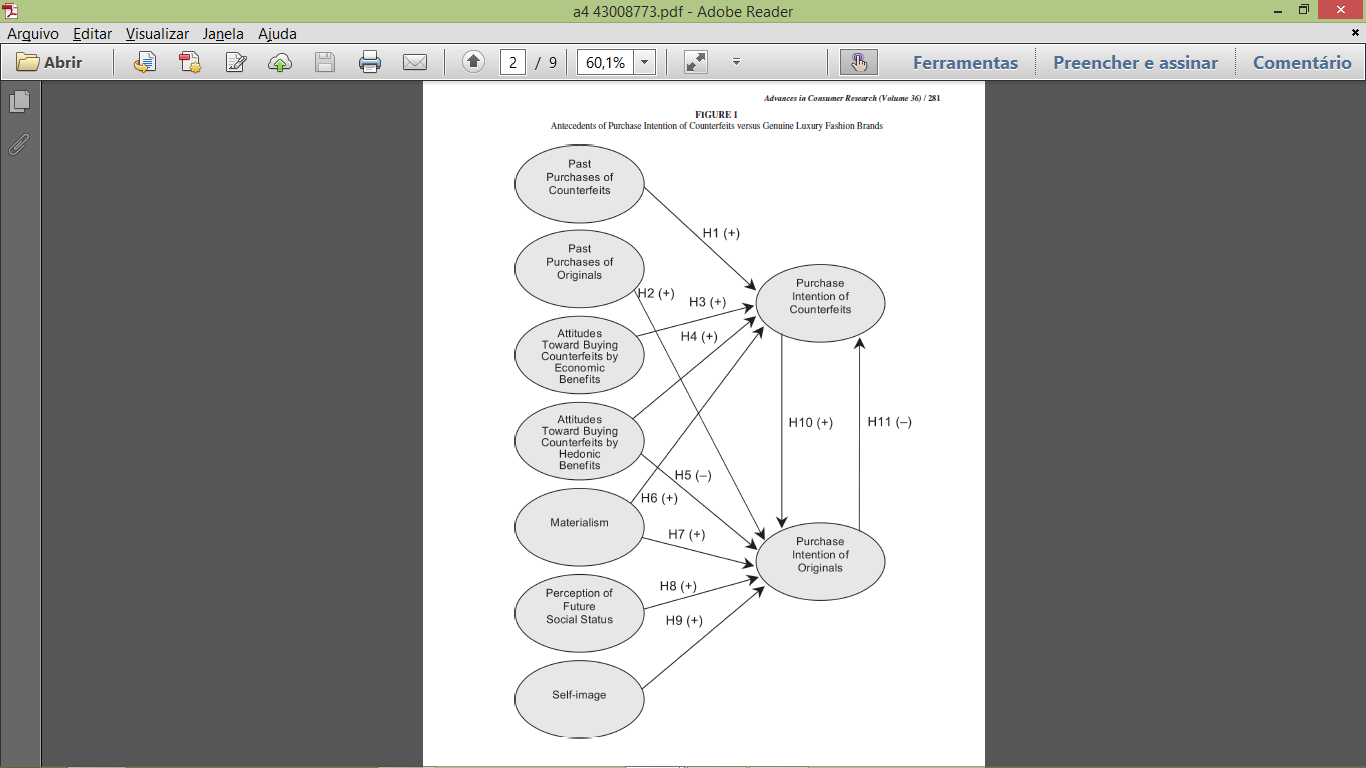 a4 43008773.pdf - Adobe Reader
Arquivo Editar Visualizar Janela Ajuda
Abrir 2 / 9 60,1% Ferramentas Preencher e assinar Comentário
Advances in Consumer Research (Volume 36) / 281
FIGURE 1
Antecedents of Purchase Intention of Counterfeits versus Genuine Luxury Fashion Brands
Past
Purchases of
Counterfeits
H1 (+)
Past
Purchases of
Originals
H2 (+)
H3 (+)
Purchase
Intention of
Counterfeits
Attitudes
Toward Buying
Counterfeits by
Economic
Benefits
H4 (+)
Attitudes
Toward Buying
Counterfeits by
Hedonic
Benefits
H10 (+)
H11 (–)
H5 (–)
H6 (+)
Materialism
H7 (+)
Purchase
Intention of
Originals
Perception of
Future
Social Status
H8 (+)
H9 (+)
Self-image